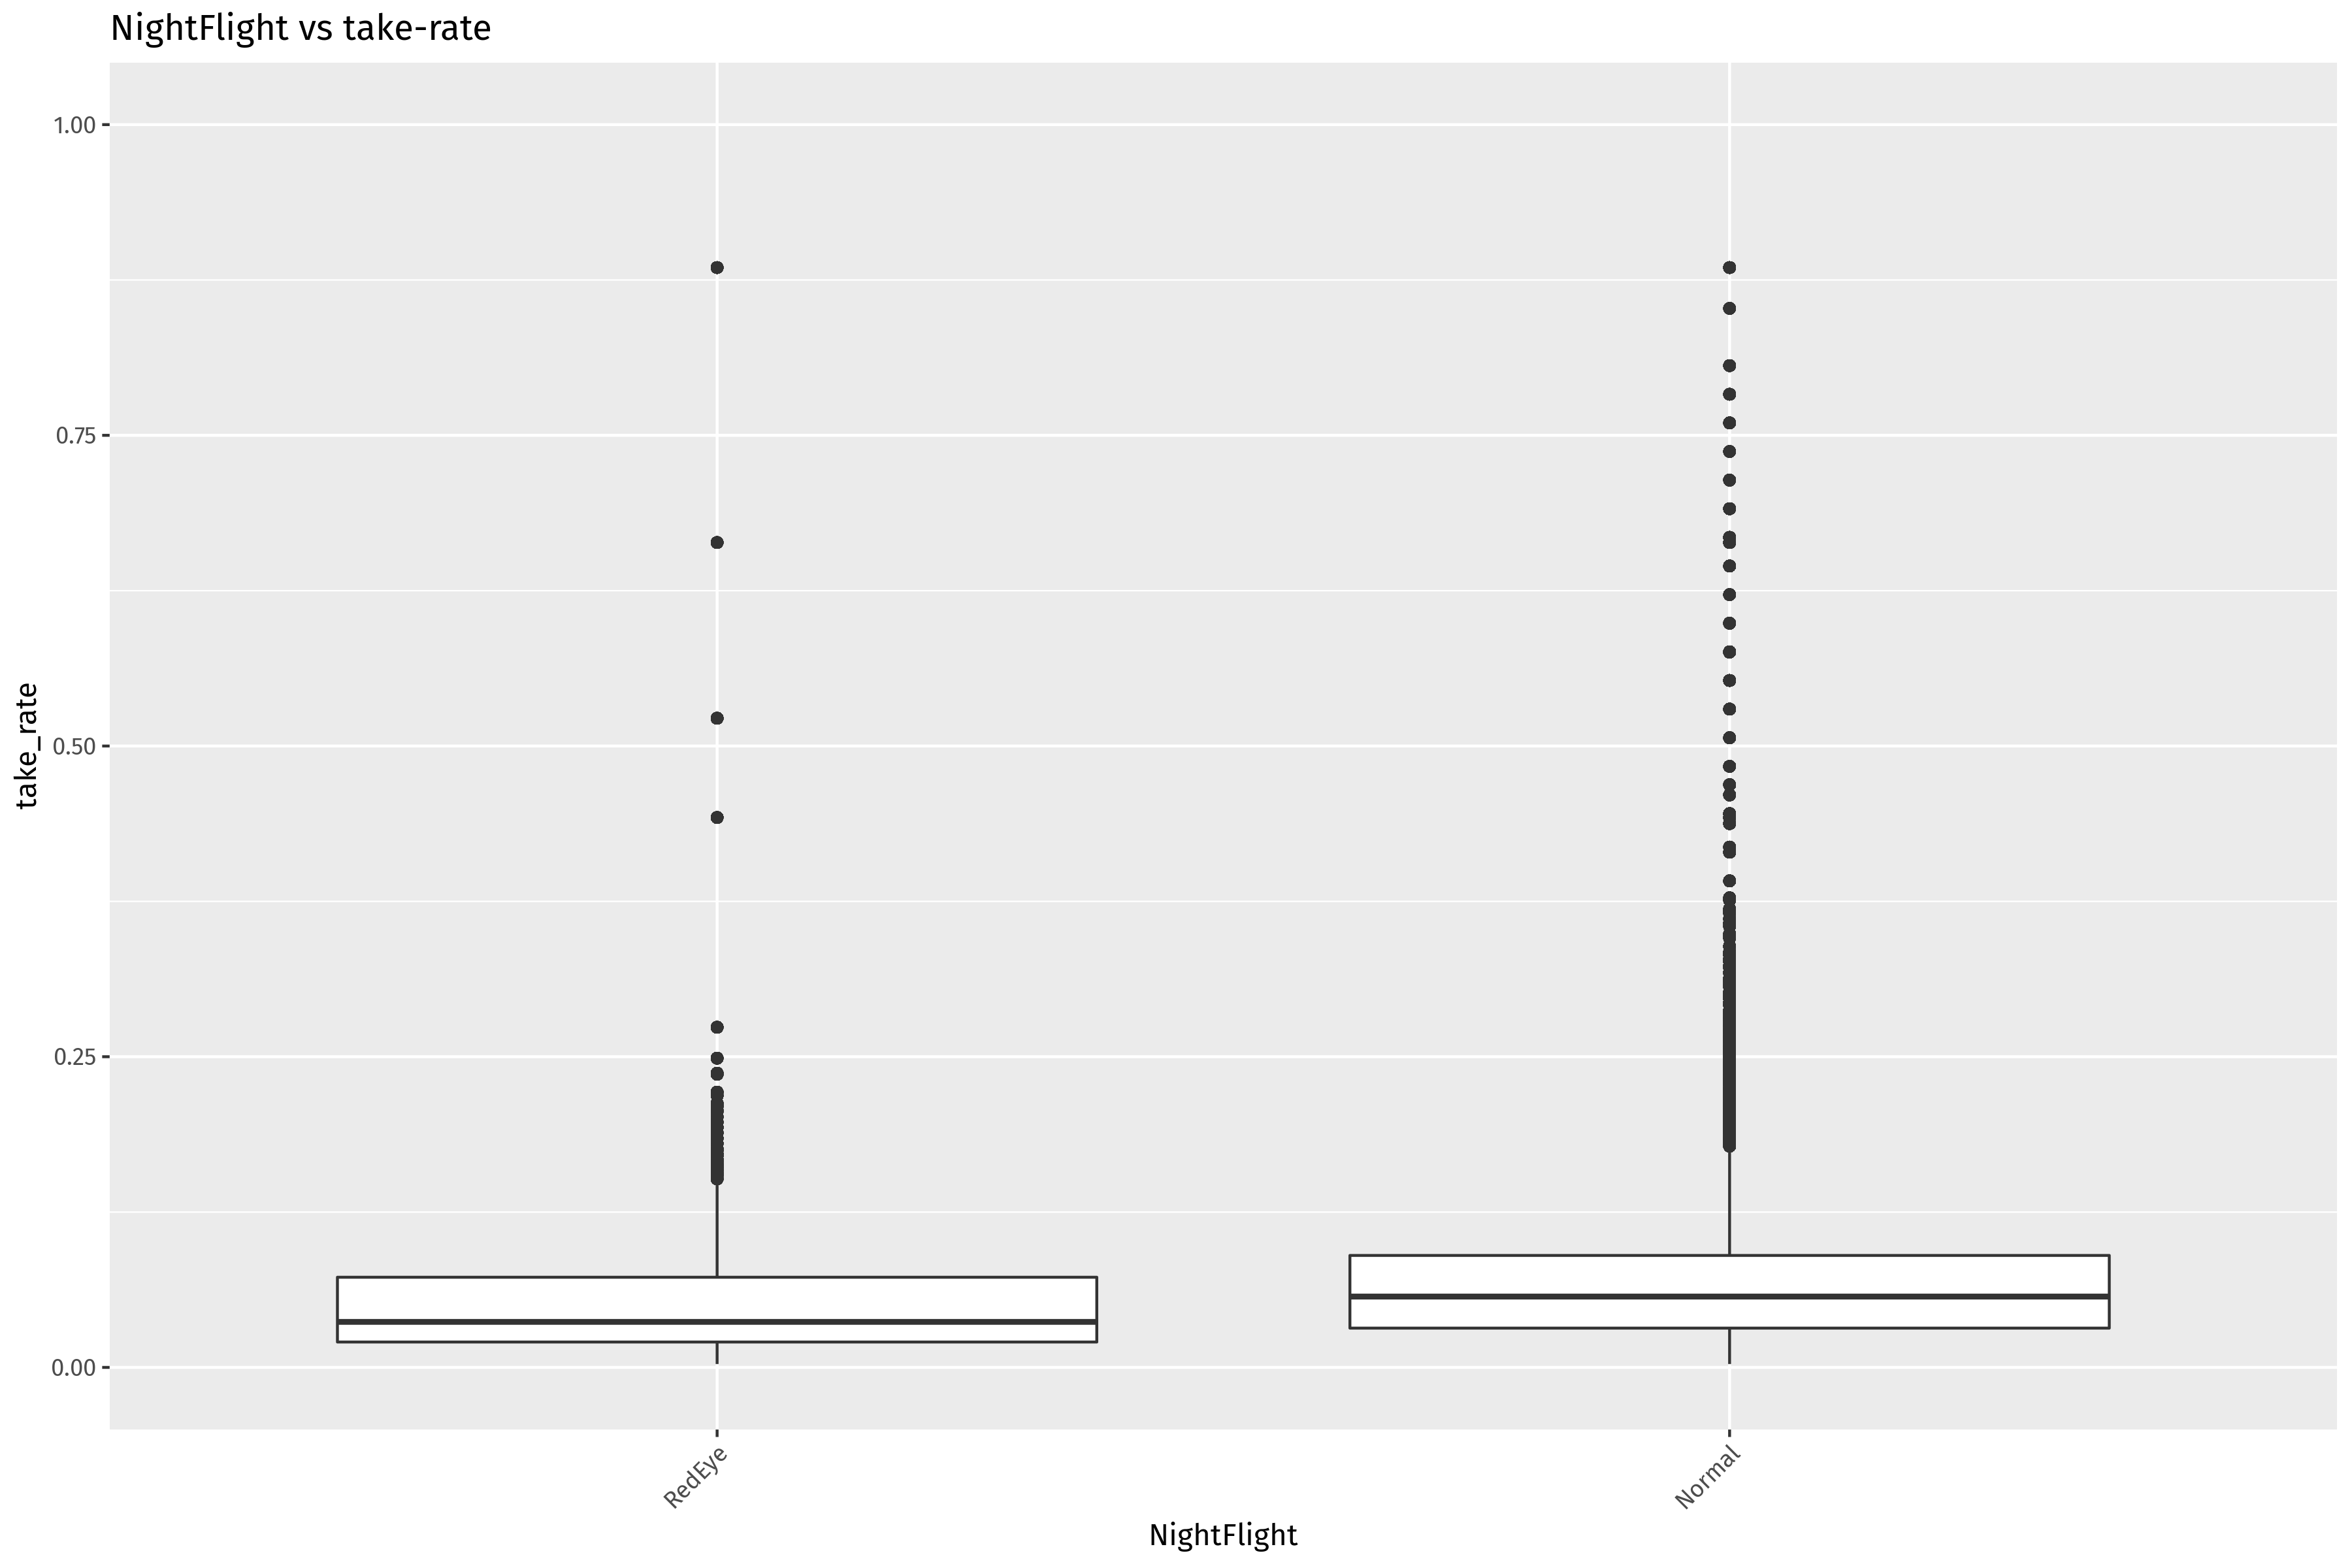 NightFlight vs take-rate
1.00
0.75
0.50
0.25
0.00
take_rate
RedEye
Normal
NightFlight